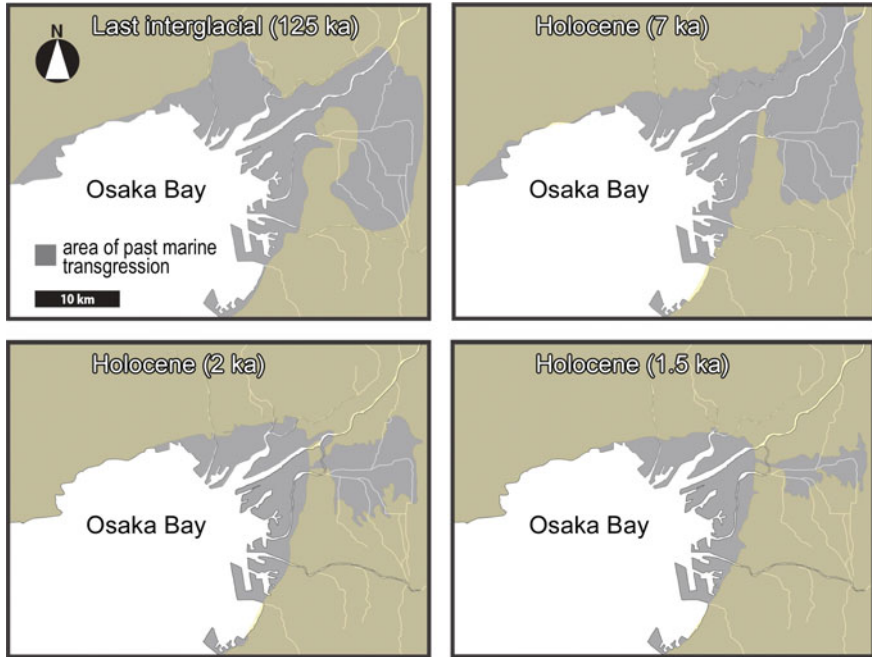 Last interglacial (125 ka)
N
Osaka Bay
area of past marine
transgression
10 km
Holocene (7 ka)
Osaka Bay
Holocene (2 ka)
Osaka Bay
Holocene (1.5 ka)
Osaka Bay